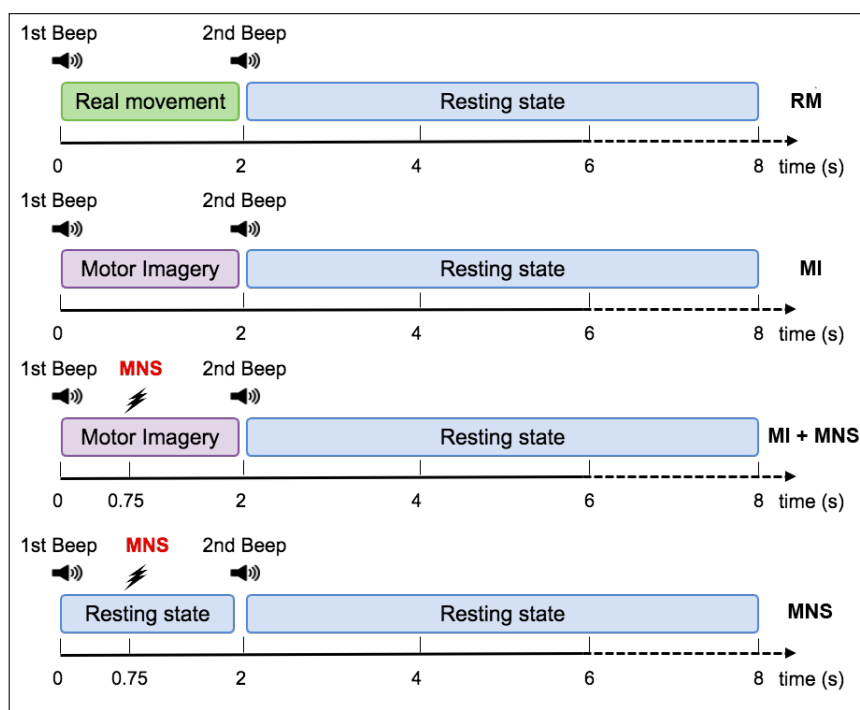 1st Beep 2nd Beep
Real movement Resting state RM
0 2 4 6 8 time (s)
1st Beep 2nd Beep
Motor Imagery Resting state MI
0 2 4 6 8 time (s)
1st Beep MNS 2nd Beep
Motor Imagery Resting state MI + MNS
0 0.75 2 4 6 8 time (s)
1st Beep MNS 2nd Beep
Resting state Resting state MNS
0 0.75 2 4 6 8 time (s)